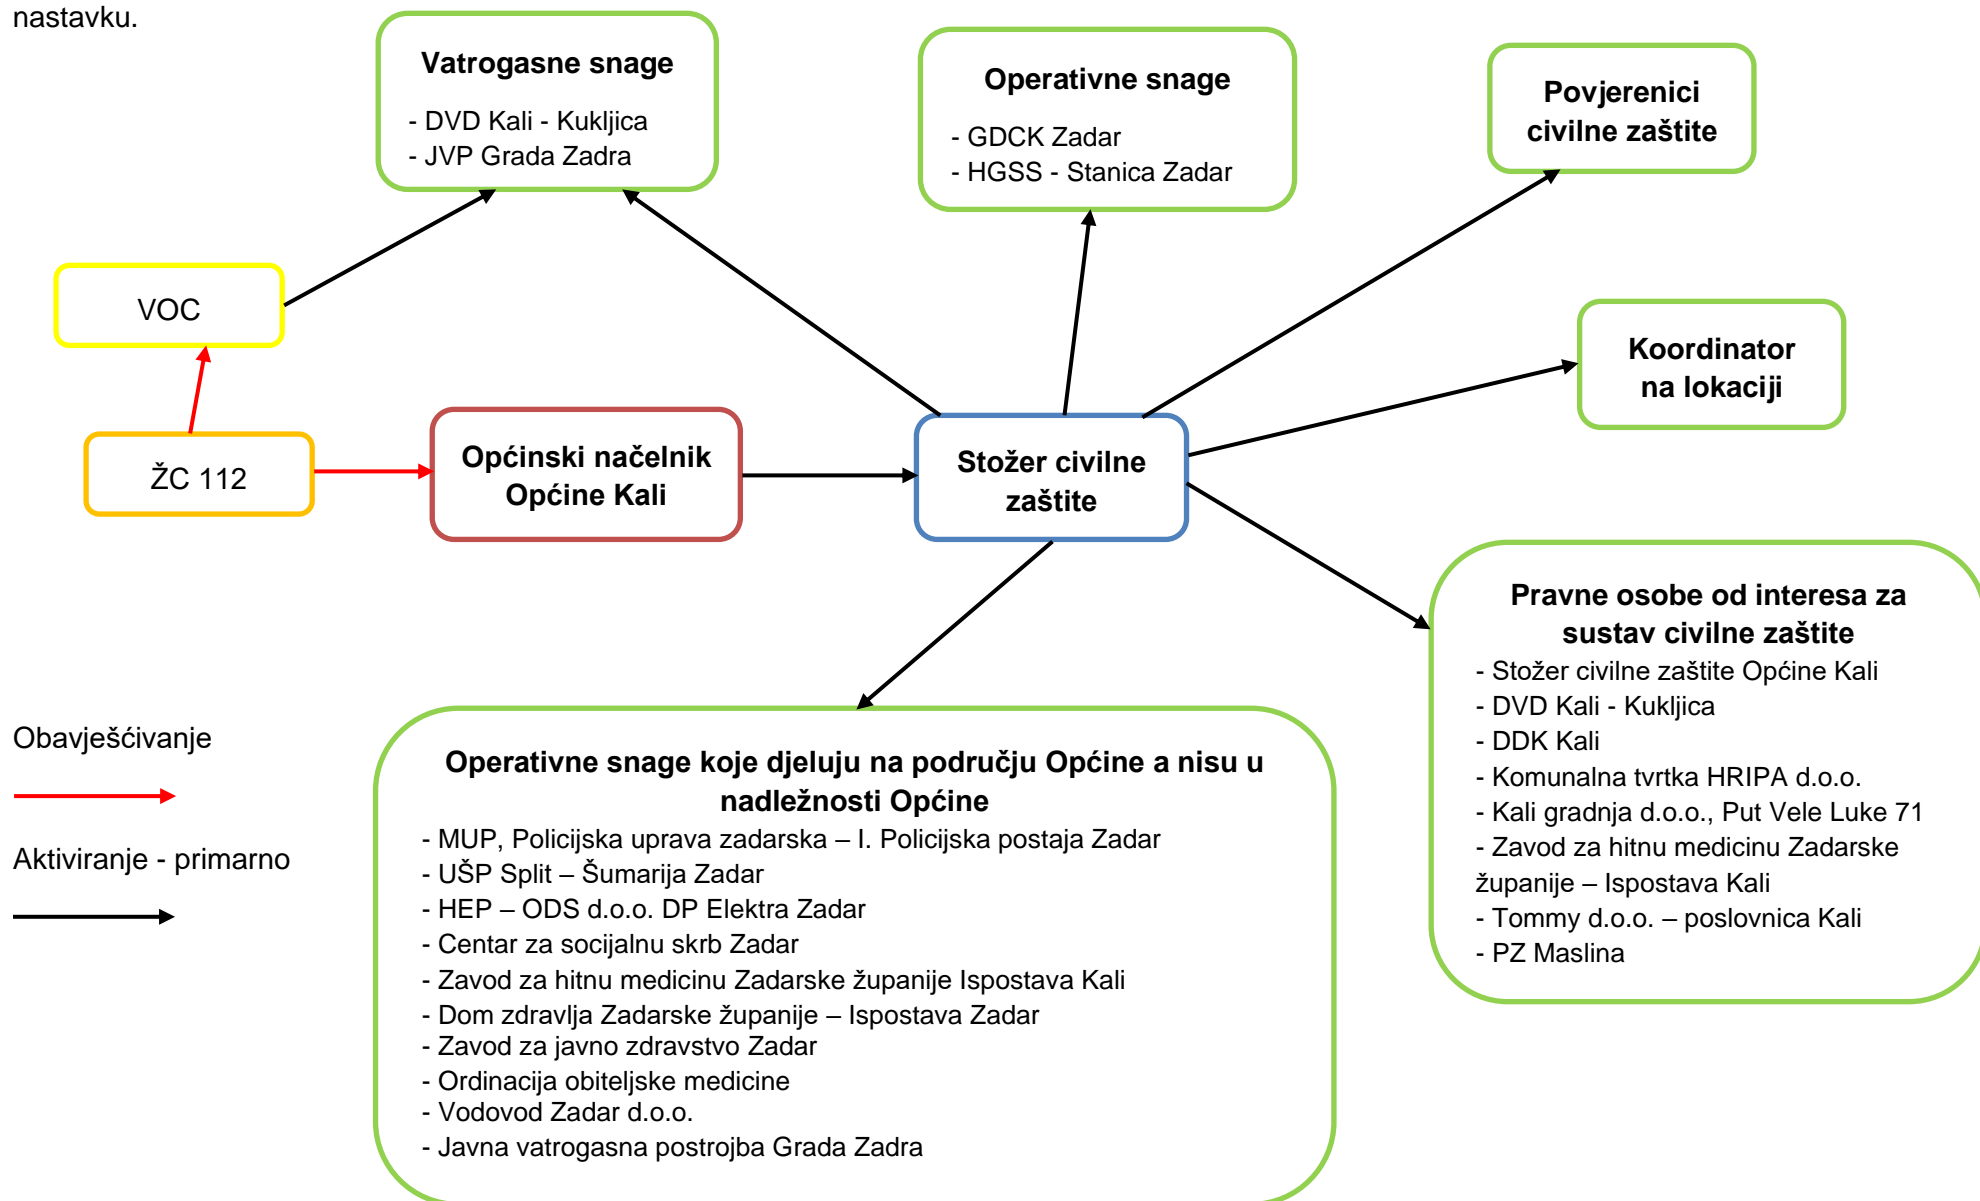 nastavku.
Vatrogasne snage
- DVD Kali - Kukljica
- JVP Grada Zadra
Operativne snage
- GDCK Zadar
- HGSS - Stanica Zadar
Povjerenici
civilne zaštite
VOC
Koordinator
na lokaciji
ŽC 112
Općinski načelnik
Općine Kali
Stožer civilne
zaštite
Pravne osobe od interesa za
sustav civilne zaštite
- Stožer civilne zaštite Općine Kali
- DVD Kali - Kukljica
- DDK Kali
- Komunalna tvrtka HRIPA d.o.o.
- Kali gradnja d.o.o., Put Vele Luke 71
- Zavod za hitnu medicinu Zadarske
županije – Ispostava Kali
- Tommy d.o.o. – poslovnica Kali
- PZ Maslina
Obavješćivanje
Aktiviranje - primarno
Operativne snage koje djeluju na području Općine a nisu u
nadležnosti Općine
- MUP, Policijska uprava zadarska – I. Policijska postaja Zadar
- UŠP Split – Šumarija Zadar
- HEP – ODS d.o.o. DP Elektra Zadar
- Centar za socijalnu skrb Zadar
- Zavod za hitnu medicinu Zadarske županije Ispostava Kali
- Dom zdravlja Zadarske županije – Ispostava Zadar
- Zavod za javno zdravstvo Zadar
- Ordinacija obiteljske medicine
- Vodovod Zadar d.o.o.
- Javna vatrogasna postrojba Grada Zadra